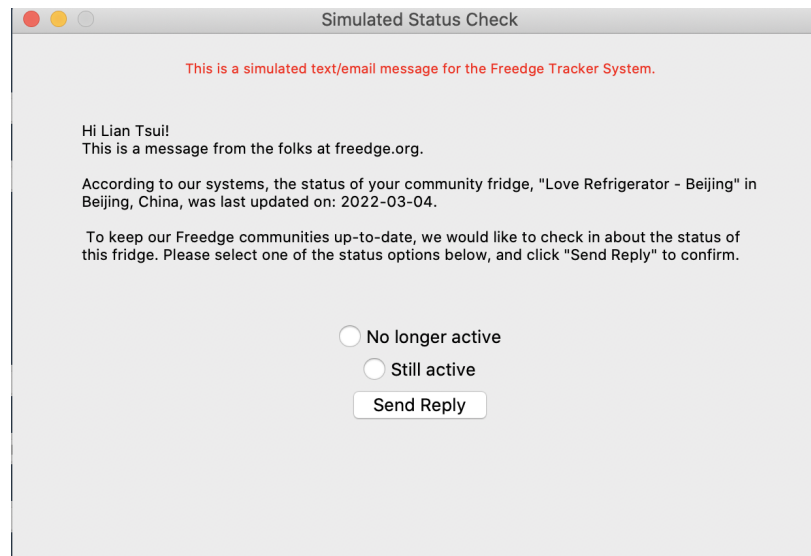 Simulated Status Check
This is a simulated text/email message for the Freedge Tracker System.
Hi Lian Tsui!
This is a message from the folks at freedge.org.
According to our systems, the status of your community fridge, "Love Refrigerator - Beijing" in
Beijing, China, was last updated on: 2022-03-04.
To keep our Freedge communities up-to-date, we would like to check in about the status of
this fridge. Please select one of the status options below, and click "Send Reply" to confirm.
No longer active
Still active
Send Reply